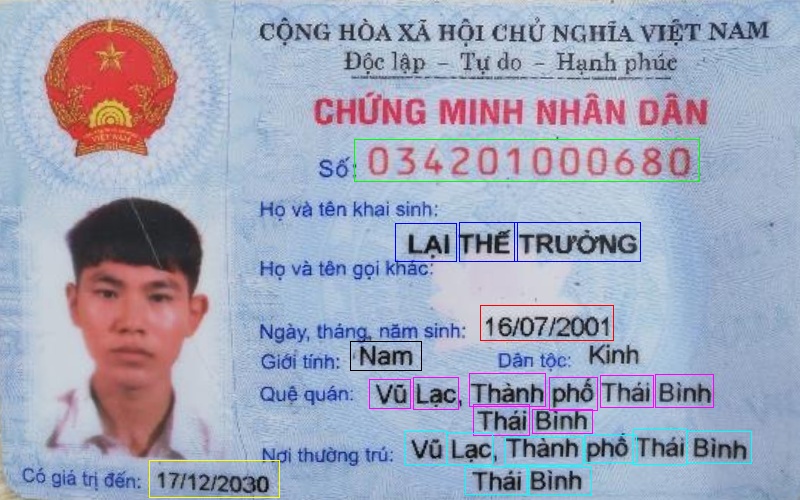 CỘNG HÒA XÃ HỘI CHỦ NGHĨA VIỆT NAM
Độc lập - Tự do - Hạnh phúc
CHỨNG MINH NHÂN DÂN
Số: 034201000680
Họ và tên khai sinh:
LẠI THẾ TRƯỜNG
Họ và tên gọi khác:
Ngày, tháng, năm sinh: 16/07/2001
Giới tính: Nam Dân tộc: Kinh
Quê quán: Vũ Lạc, Thành phố Thái Bình
Thái Bình
Nơi thường trú: Vũ Lạc, Thành phố Thái Bình
Thái Bình
Có giá trị đến: 17/12/2030
VIỆT NAM